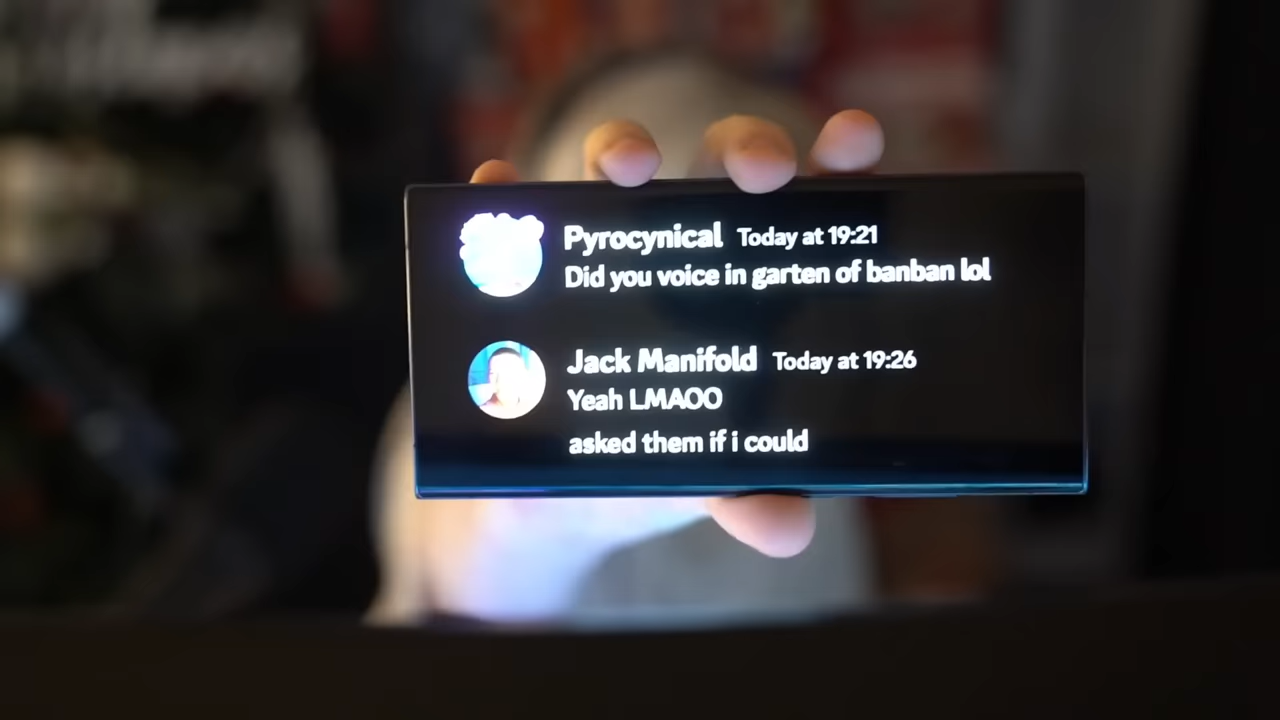 Pyrocynical Today at 19:21
Did you voice in garten of banban lol
Jack Manifold Today at 19:26
Yeah LMAOO
asked them if i could